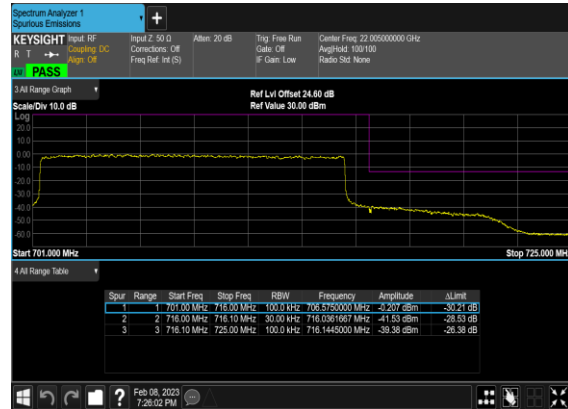 Spectrum Analyzer 1
Spurious Emissions
+
KEYSIGHT Input: RF Input Z: 50 Ω Atten: 20 dB Trig: Free Run Center Freq: 22.005000000 GHz
R T Coupling: DC Corrections: Off Gate: Off Avg|Hold: 100/100
Align: Off Freq Ref: Int (S) IF Gain: Low Radio Std: None
PASS
3 All Range Graph
Ref Lvl Offset 24.60 dB
Scale/Div 10.0 dB Ref Value 30.00 dBm
Log
20.0
10.0
0.00
-10.0
-20.0
-30.0
-40.0
-50.0
-60.0
Start 701.000 MHz Stop 725.000 MH
4 All Range Table
Spur Range Start Freq Stop Freq RBW Frequency Amplitude ΔLimit
1 1 701.00 MHz 716.00 MHz 100.0 kHz 706.5750000 MHz -0.207 dBm -30.21 dB
2 2 716.00 MHz 716.10 MHz 30.00 kHz 716.0361667 MHz -41.53 dBm -28.53 dB
3 3 716.10 MHz 725.00 MHz 100.0 kHz 716.1445000 MHz -39.38 dBm -26.38 dB
? Feb 08, 2023
7:26:02 PM